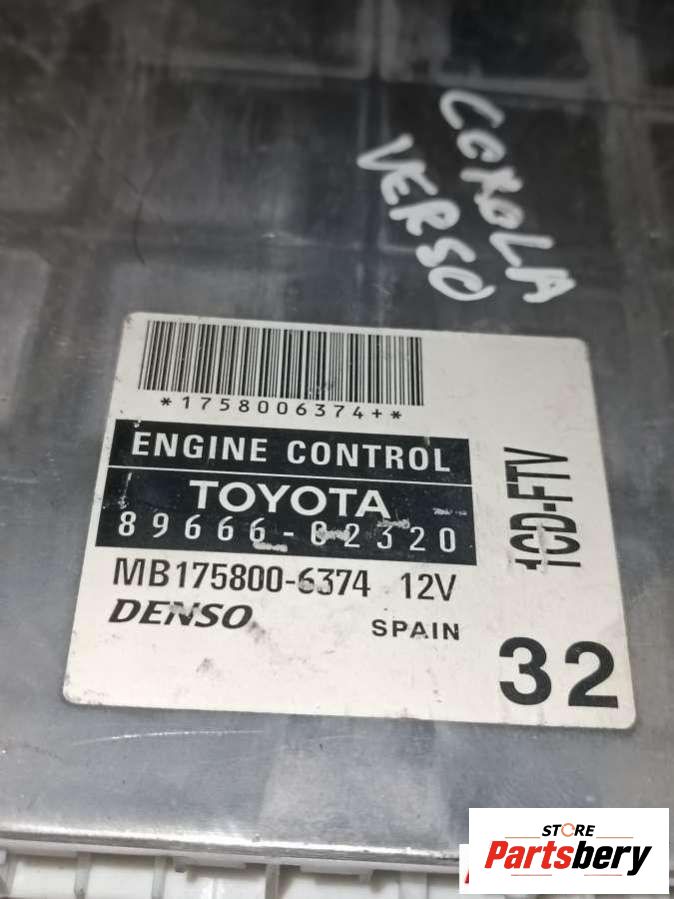 COROLA
VERSO
*1758006374+*
ENGINE CONTROL
TOYOTA
89666-02320
MB175800-6374 12V
DENSO SPAIN
1CD-FTV
32
STORE
Partsbery